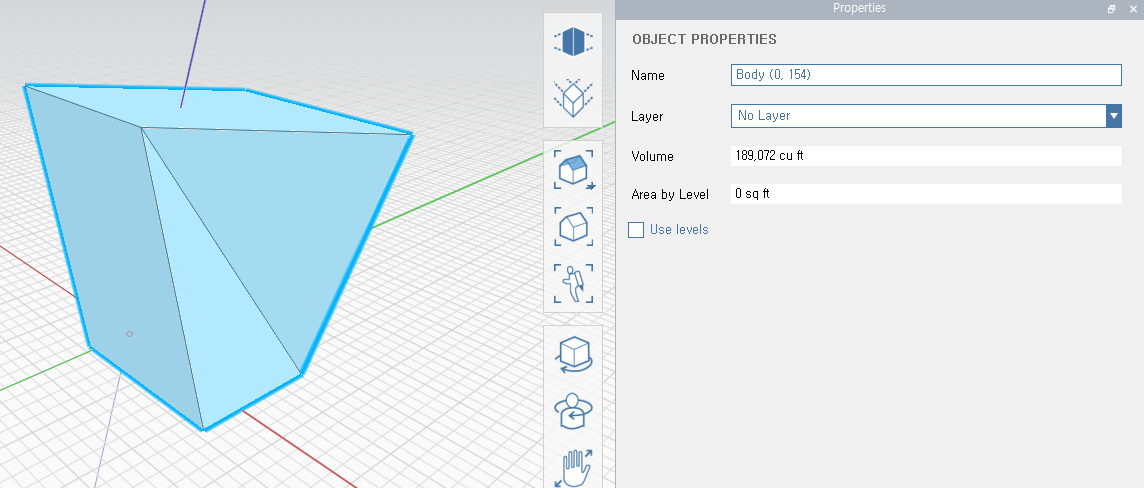 Properties
OBJECT PROPERTIES
Name
Body (0, 154)
Layer
No Layer
Volume
189,072 cu ft
Area by Level
0 sq ft
Use levels